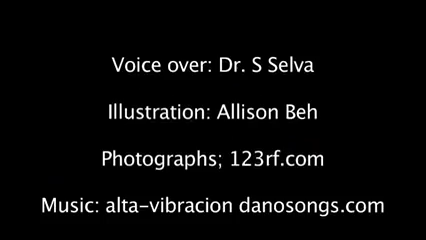 Voice over: Dr. S Selva
Illustration: Allison Beh
Photographs; 123rf.com
Music: alta-vibracion danosongs.com